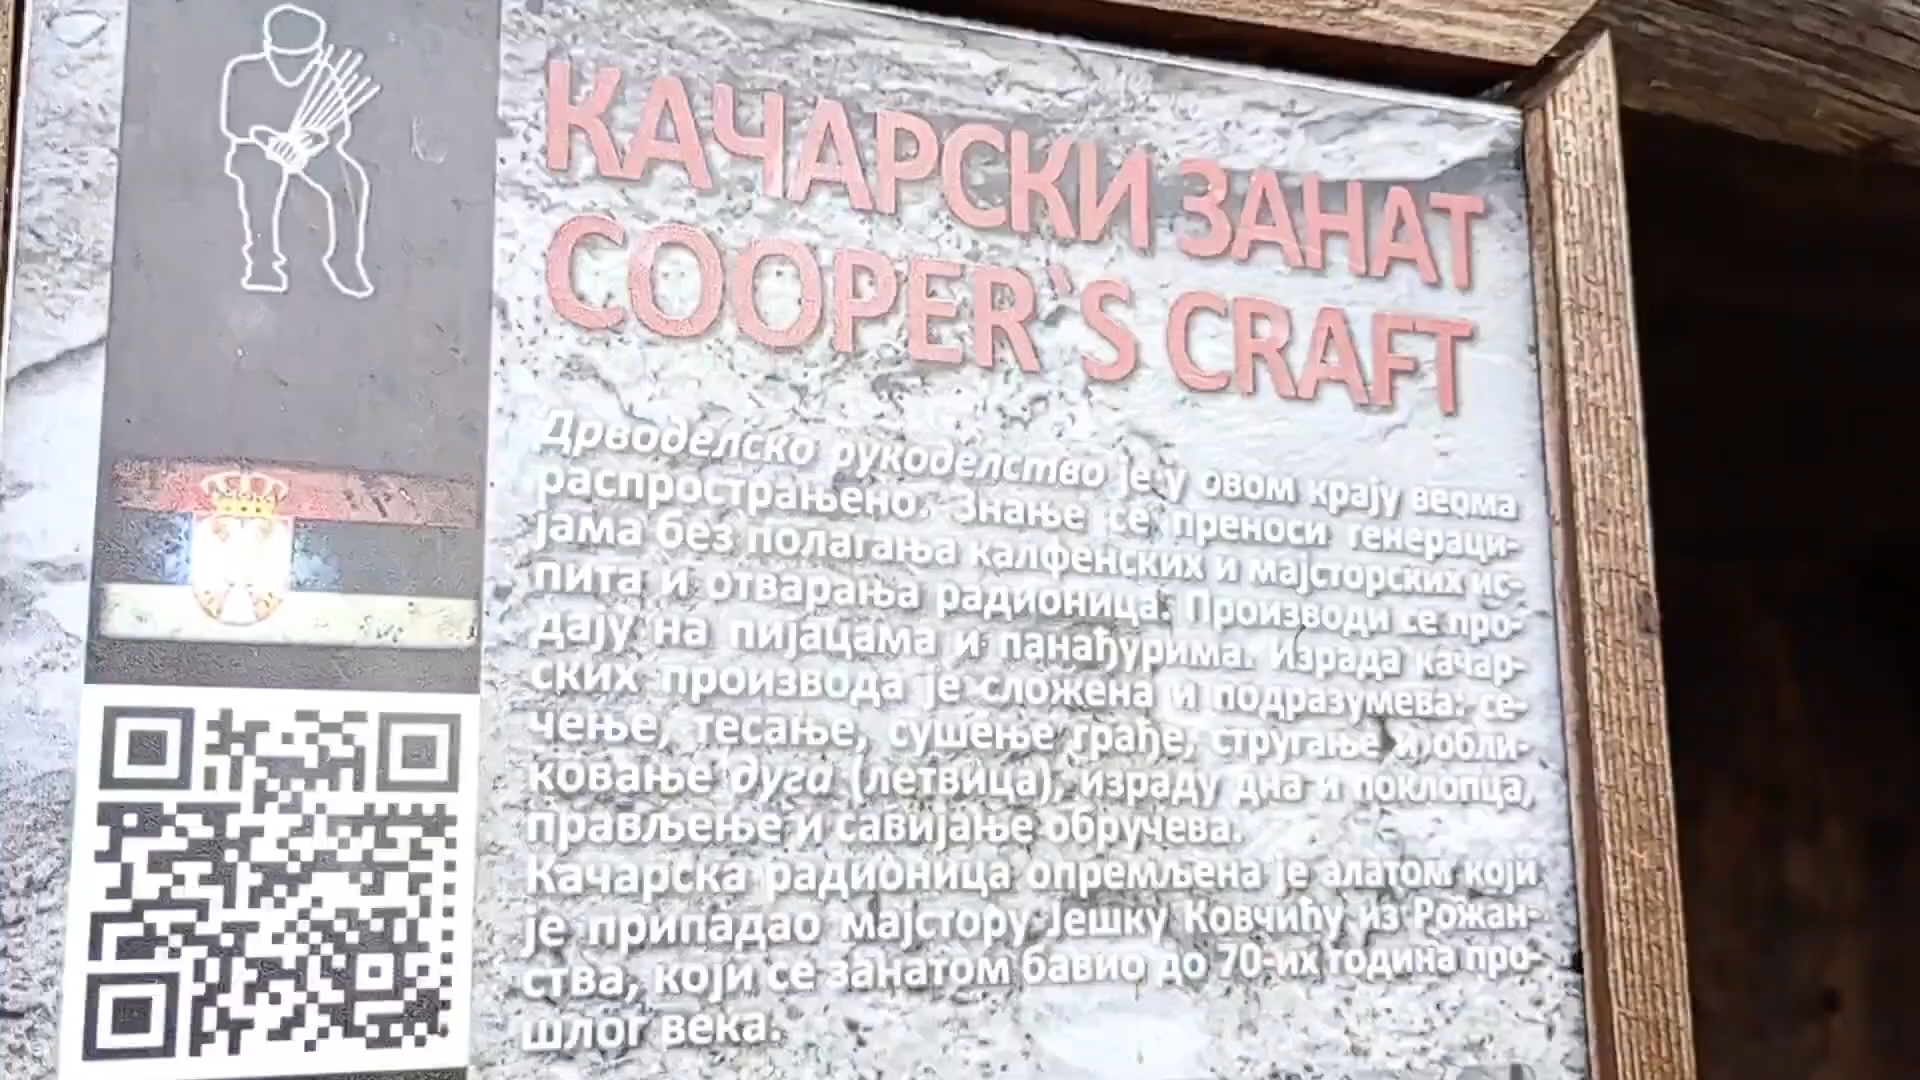 КАЧАРСКИ ЗАНАТ
COOPER`S CRAFT
Дрводелско рукоделство је у овом крају веома
распрострањено. Знање се преноси генераци-
јама без полагања калфенских и мајсторских ис-
пита и отварања радионица. Производи се про-
дају на пијацама и панађурима. Израда качар-
ских производа је сложена и подразумева: се-
чење, тесање, сушење грађе, стругање и обли-
ковање дуга (летвица), израду дна и поклопца,
прављење и савијање обручева.
Качарска радионица опремљена је алатом који
је припадао мајстору Јешку Ковчићу из Рожан-
ства, који се занатом бавио до 70-их година про-
шлог века.